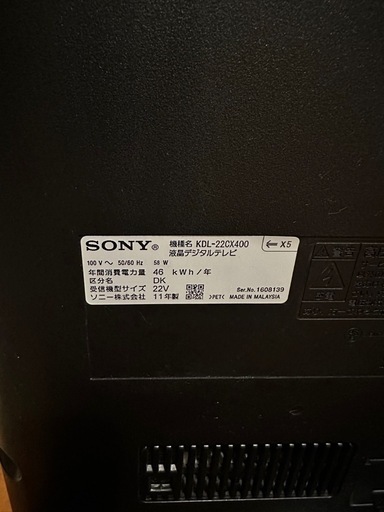 SONY® 機種名 KDL-22CX400
液晶デジタルテレビ
X5
100 V〜 50/60 Hz 58 W
年間消費電力量 46 kWh/年
区分名 DK
受信機型サイズ 22V
ソニー株式会社 11年製
Ser.No.1608139
>PET< MADE IN MALAYSIA